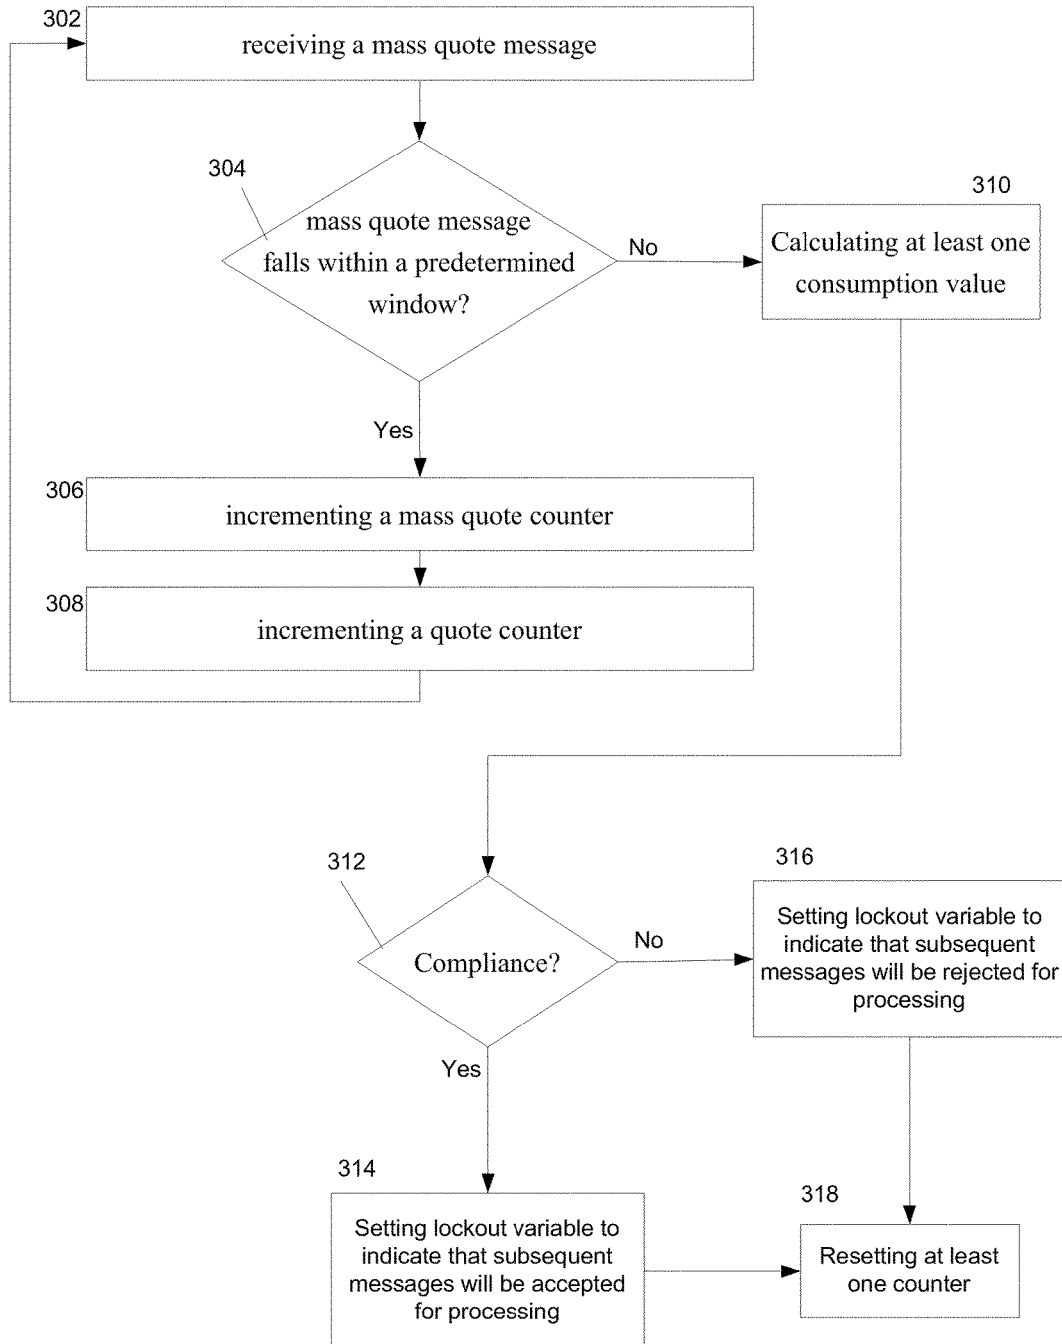 302
receiving a mass quote message
304
mass quote message
falls within a predetermined
window?
No
310
Calculating at least one
consumption value
Yes
306
incrementing a mass quote counter
308
incrementing a quote counter
312
Compliance?
No
316
Setting lockout variable to
indicate that subsequent
messages will be rejected for
processing
Yes
314
Setting lockout variable to
indicate that subsequent
messages will be accepted
for processing
318
Resetting at least
one counter